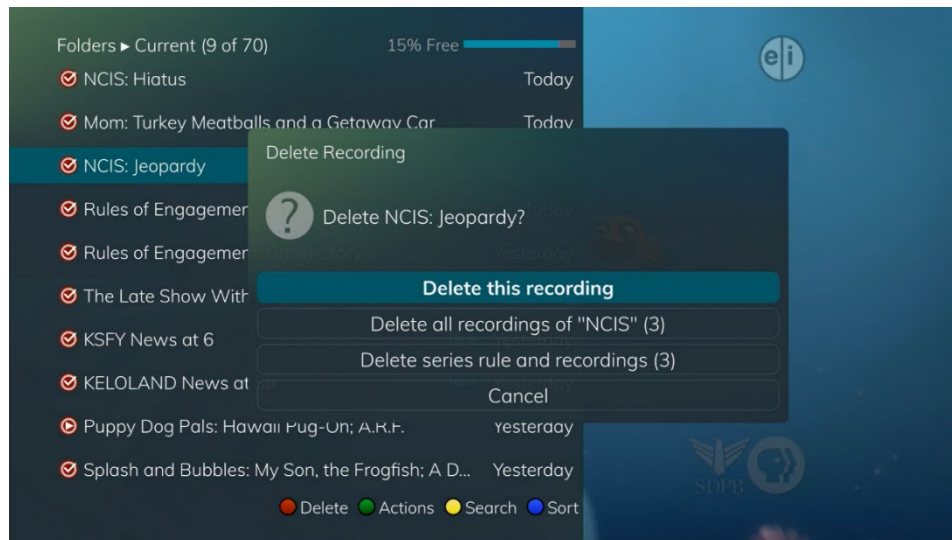 Folders ▸ Current (9 of 70)
15% Free
NCIS: Hiatus Today
Mom: Turkey Meatballs and a Getaway Car Today
NCIS: Jeopardy
Rules of Engagemen
Rules of Engagemen Yesterday
The Late Show With
KSFY News at 6
KELOLAND News at
Puppy Dog Pals: Hawaii Pug-On; A.R.F. Yesterday
Splash and Bubbles: My Son, the Frogfish; A D... Yesterday
Delete Actions Search Sort
Delete Recording
?
Delete NCIS: Jeopardy?
Delete this recording
Delete all recordings of "NCIS" (3)
Delete series rule and recordings (3)
Cancel
e|i
SDPB